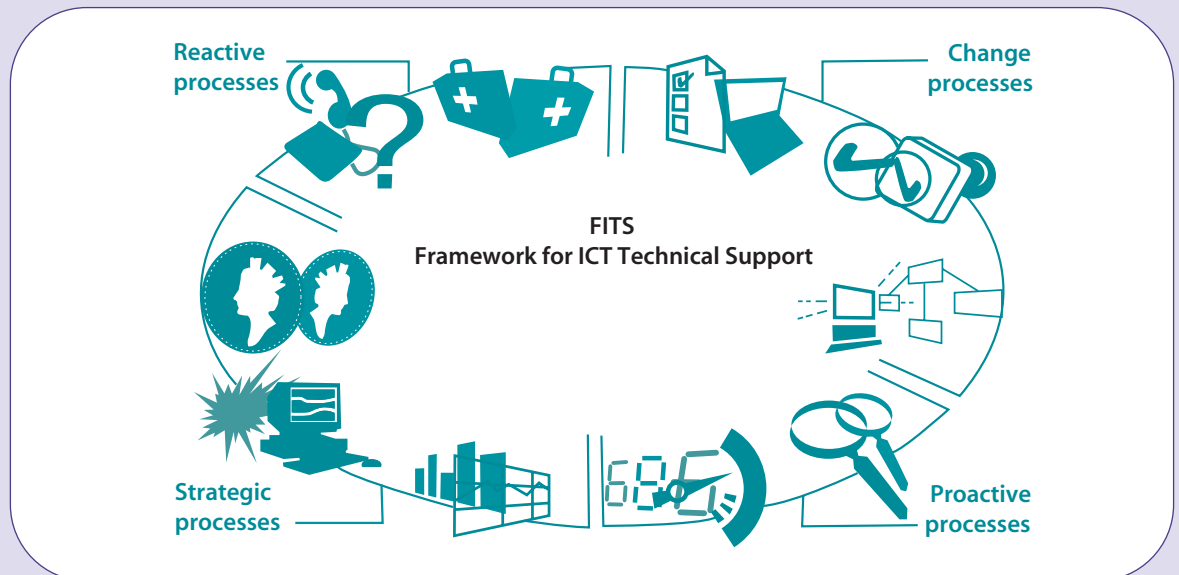 Reactive
processes
Change
processes
FITS
Framework for ICT Technical Support
Strategic
processes
Proactive
processes